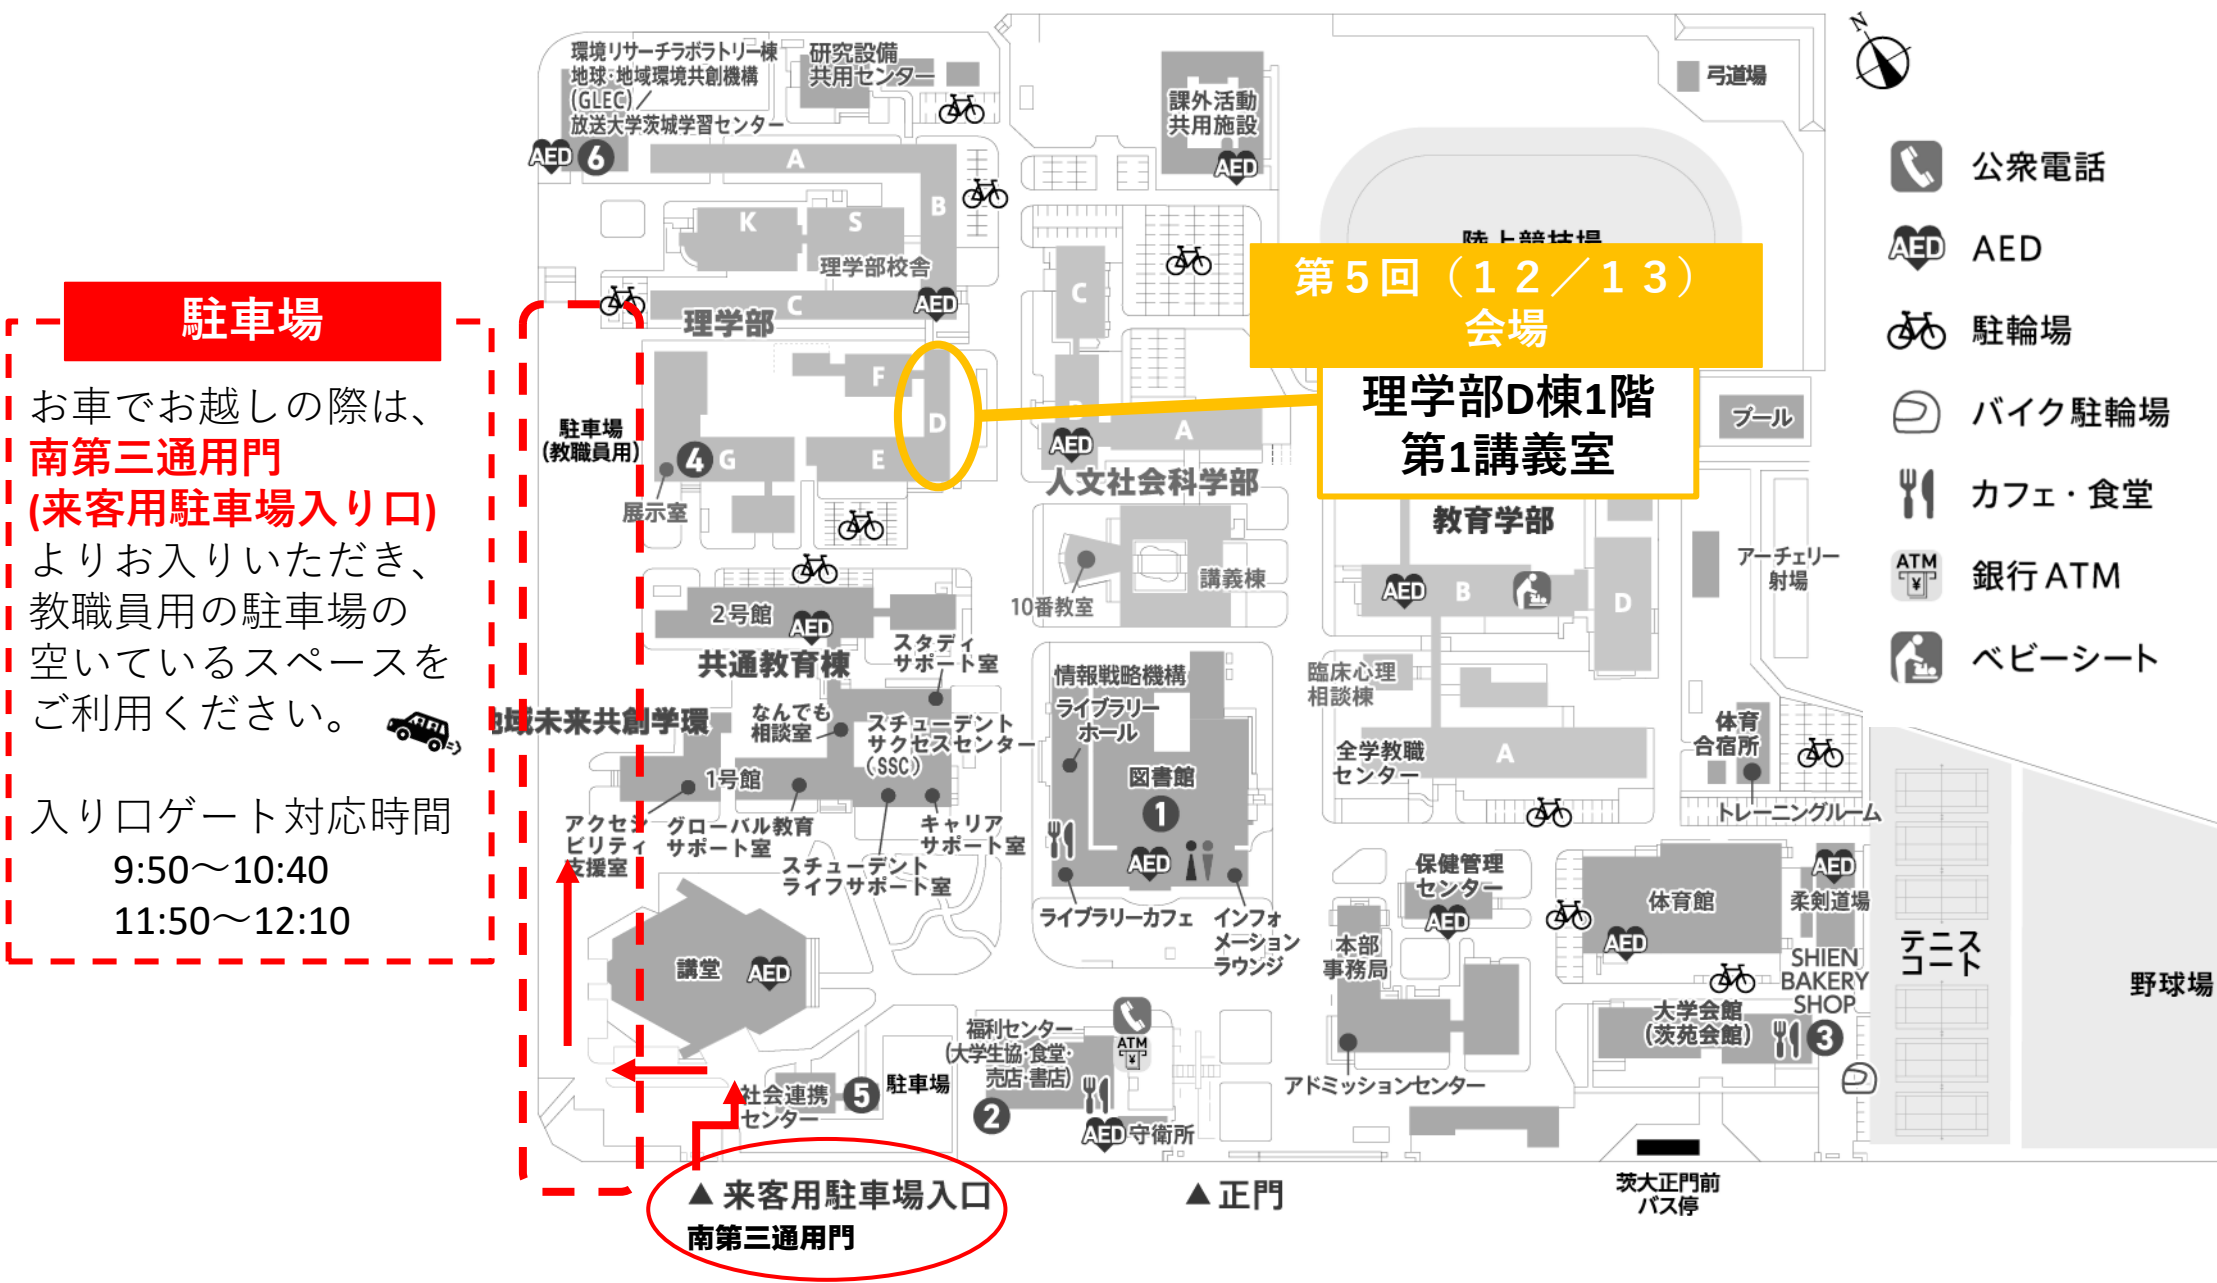 駐車場
お車でお越しの際は、
南第三通用門
(来客用駐車場入り口)
よりお入りいただき、
教職員用の駐車場の
空いているスペースを
ご利用ください。
入り口ゲート対応時間
9:50～10:40
11:50～12:10
環境リサーチラボラトリー棟
地球・地域環境共創機構
(GLEC)／
放送大学茨城学習センター
AED
6
研究設備
共用センター
A
B
K
S
理学部校舎
C
AED
理学部
F
D
駐車場
(教職員用)
4
G
E
展示室
課外活動
共用施設
AED
弓道場
N
陸上競技場
第5回（12／13）
会場
理学部D棟1階
第1講義室
C
A
AED
人文社会科学部
プール
教育学部
10番教室
講義棟
AED
B
D
アーチェリー
射場
2号館
AED
共通教育棟
スタディ
サポート室
地域未来共創学環
なんでも
相談室
スチューデント
サクセスセンター
(SSC)
1号館
アクセシ
ビリティ
支援室
グローバル教育
サポート室
スチューデント
ライフサポート室
キャリア
サポート室
情報戦略機構
ライブラリー
ホール
図書館
1
AED
ライブラリーカフェ
インフォ
メーション
ラウンジ
臨床心理
相談棟
全学教職
センター
A
体育
合宿所
トレーニングルーム
保健管理
センター
AED
本部
事務局
アドミッションセンター
体育館
AED
AED
柔剣道場
SHIEN
BAKERY
SHOP
大学会館
(茨苑会館)
3
テニス
コート
野球場
講堂
AED
社会連携
センター
5
駐車場
福利センター
(大学生協・食堂・
売店・書店)
2
ATM
¥
AED
守衛所
▲来客用駐車場入口
南第三通用門
▲正門
茨大正門前
バス停
公衆電話
AED
AED
駐輪場
バイク駐輪場
カフェ・食堂
ATM
¥
銀行ATM
ベビーシート